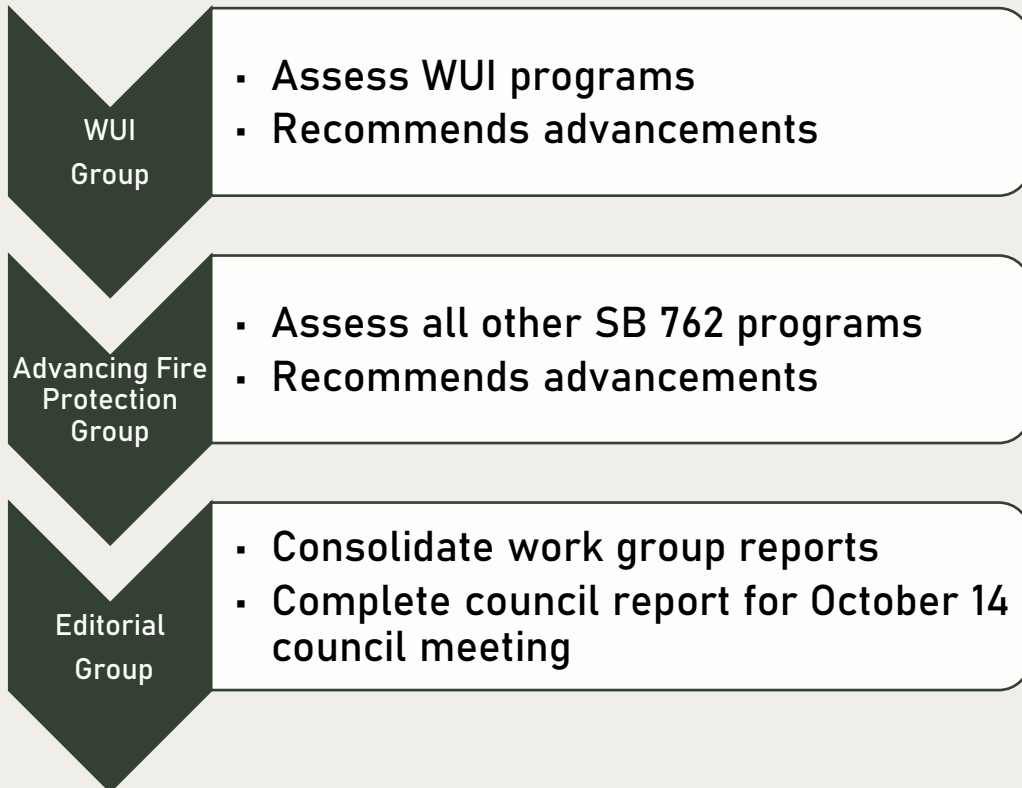 WUI
Group
▪ Assess WUI programs
▪ Recommends advancements
Advancing Fire
Protection
Group
▪ Assess all other SB 762 programs
▪ Recommends advancements
Editorial
Group
▪ Consolidate work group reports
▪ Complete council report for October 14
council meeting